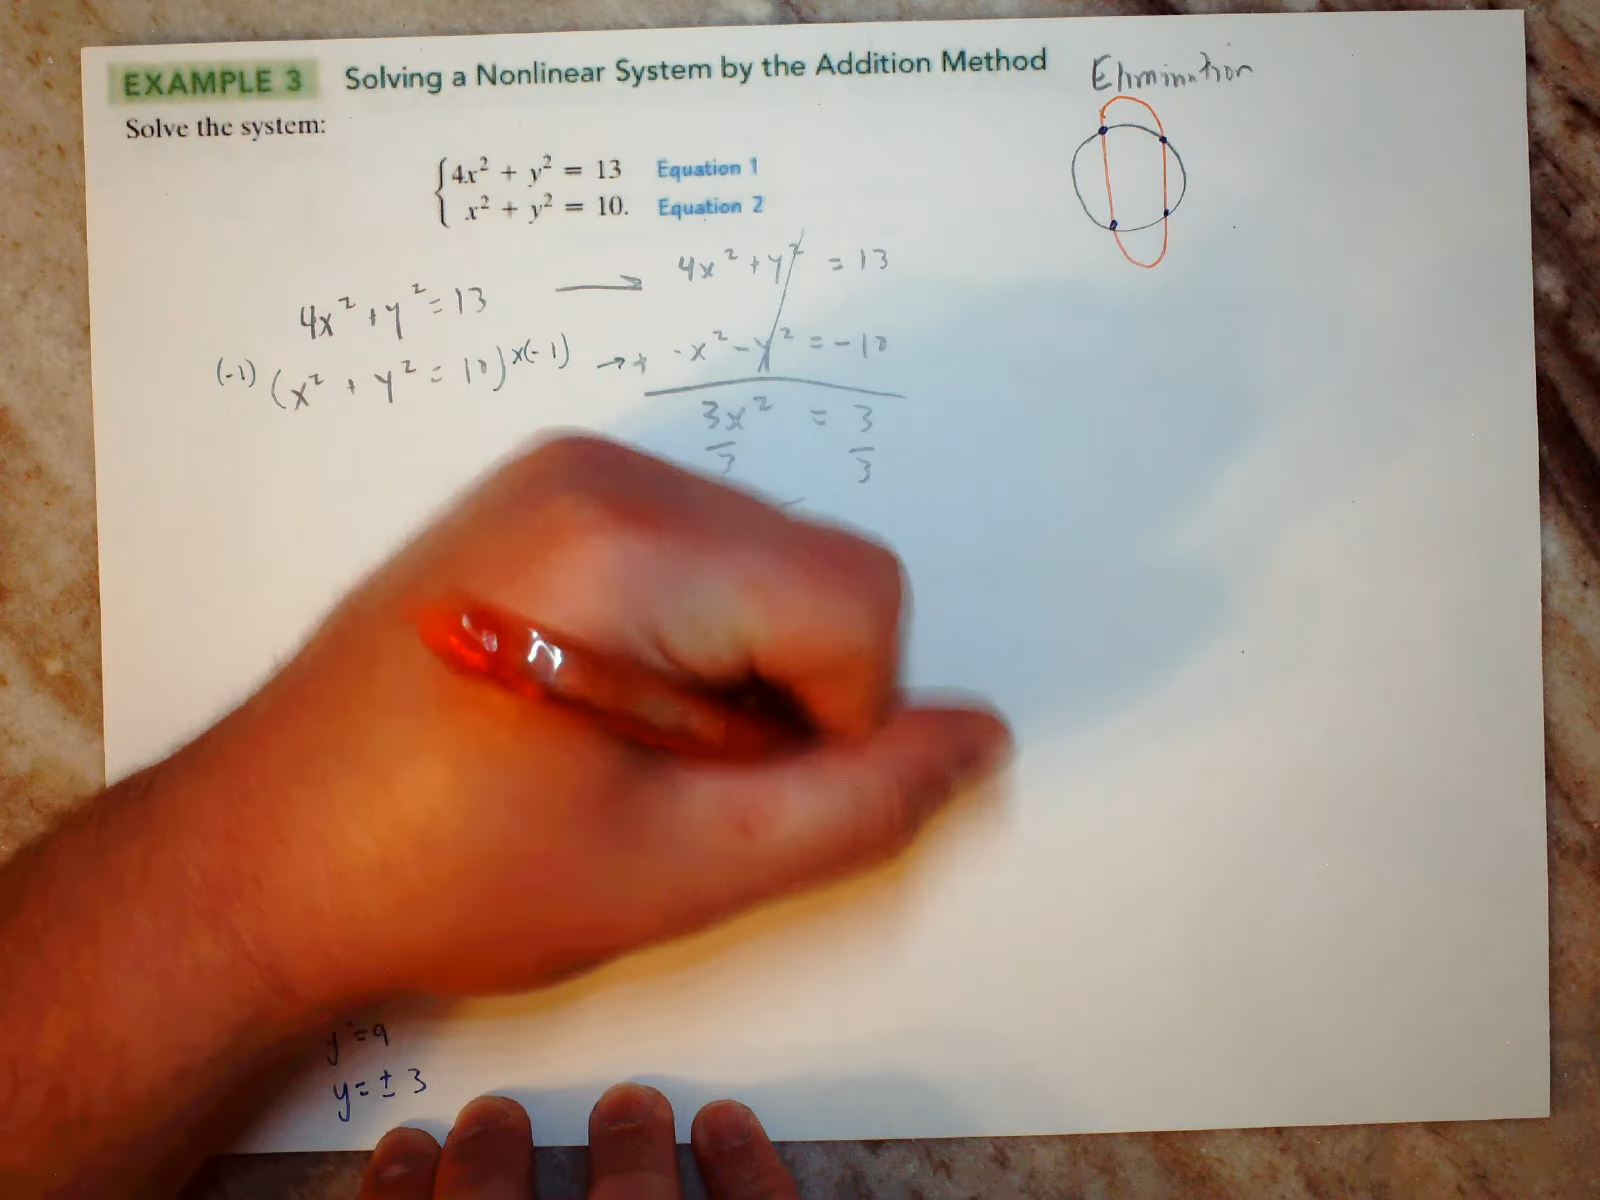 EXAMPLE 3 Solving a Nonlinear System by the Addition Method
Elimination
Solve the system:
4x² + y² = 13 Equation 1
x² + y² = 10. Equation 2
4x² + y² = 13 → 4x² + y² = 13
(-1) (x² + y² = 10) x(-1) → + -x² - y² = -10
3x² = 3
3 3
y² = 9
y = ± 3